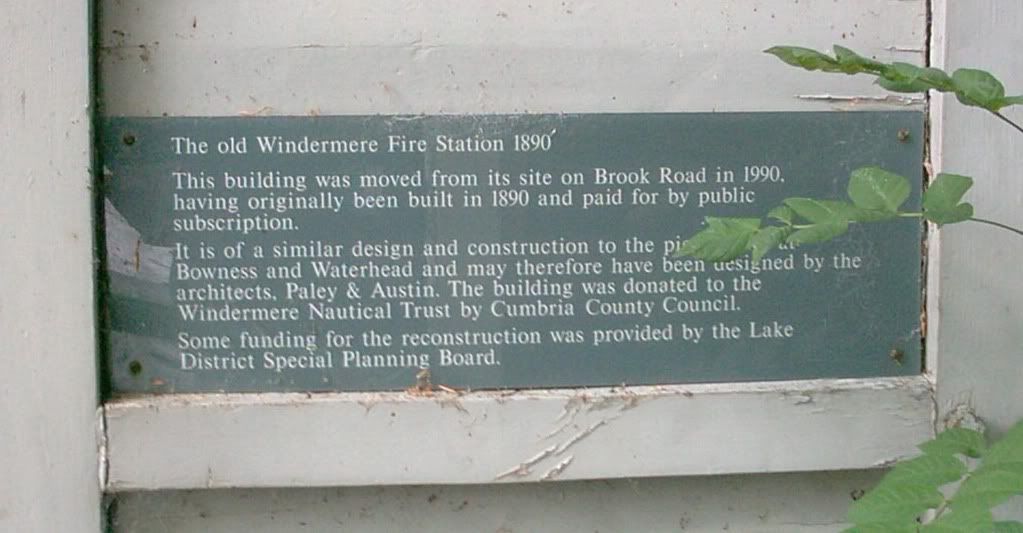 The old Windermere Fire Station 1890
This building was moved from its site on Brook Road in 1990,
having originally been built in 1890 and paid for by public
subscription.
It is of a similar design and construction to the
Bowness and Waterhead and may therefore have been designed by the
architects, Paley & Austin. The building was donated to the
Windermere Nautical Trust by Cumbria County Council.
Some funding for the reconstruction was provided by the Lake
District Special Planning Board.